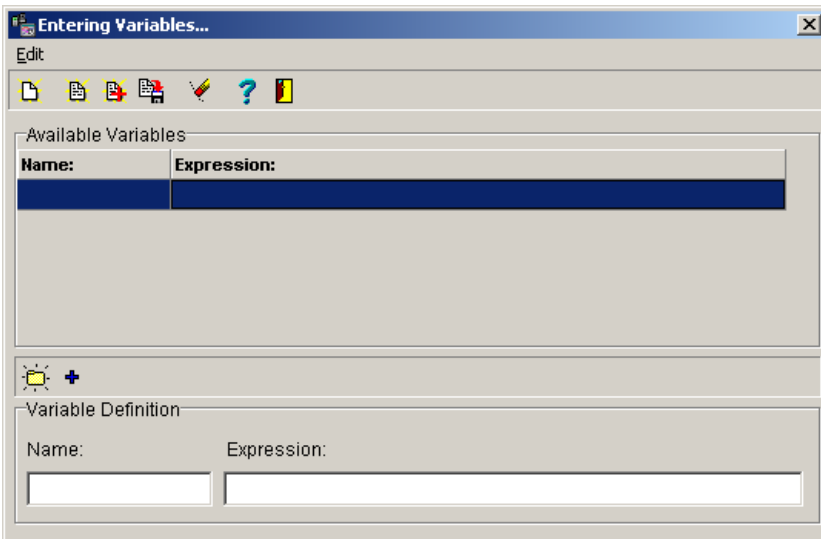 Entering Variables...
Edit
Available Variables
Name: Expression:
Variable Definition
Name: Expression: